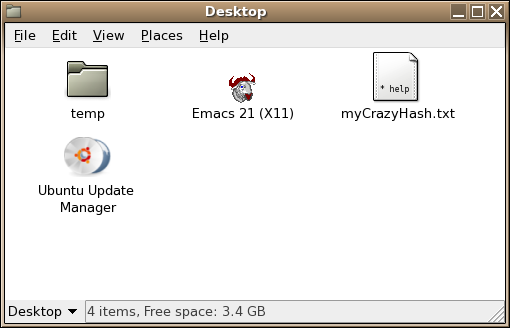 Desktop
File Edit View Places Help
* help
temp
Emacs 21 (X11)
myCrazyHash.txt
Ubuntu Update
Manager
Desktop
4 items, Free space: 3.4 GB